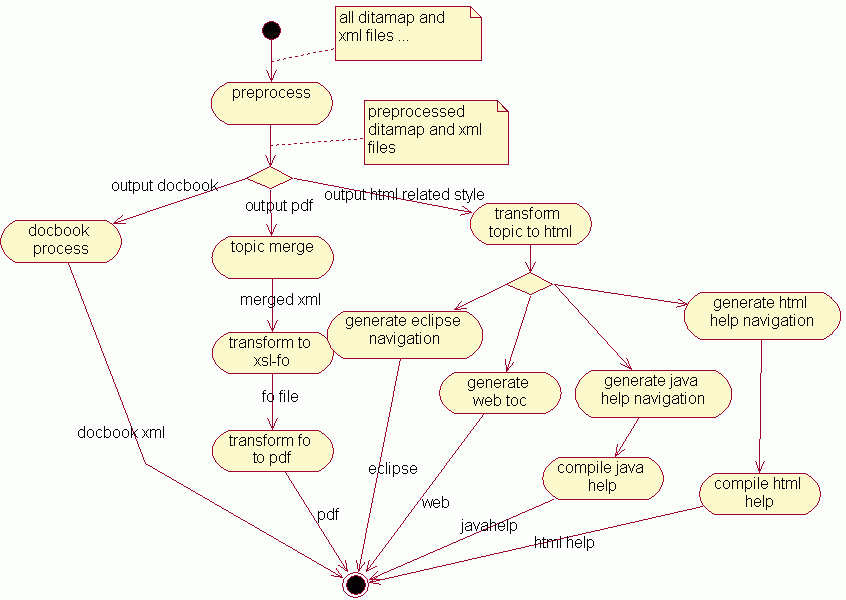 all ditamap and
xml files ...
preprocess
preprocessed
ditamap and xml
files
output docbook
output pdf
output html related style
transform
topic to html
docbook
process
topic merge
merged xml
generate html
help navigation
generate eclipse
navigation
transform to
xsl-fo
generate
web toc
generate java
help navigation
fo file
docbook xml
transform fo
to pdf
eclipse
compile java
help
compile html
help
web
pdf
javahelp
html help